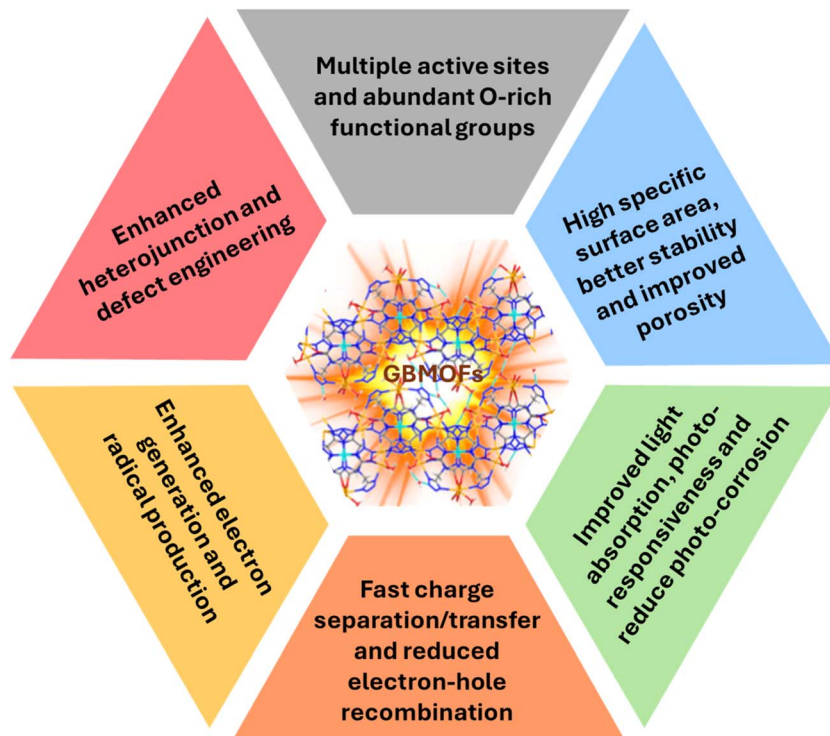 Multiple active sites
and abundant O-rich
functional groups
High specific
surface area,
better stability
and improved
porosity
Improved light
absorption, photo-
responsiveness and
reduce photo-corrosion
Fast charge
separation/transfer
and reduced
electron-hole
recombination
Enhanced electron
generation and
radical production
Enhanced
heterojunction and
defect engineering
GBMOFs